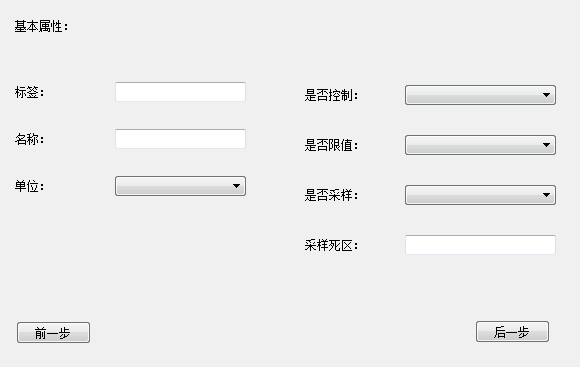 基本属性：
标签：
名称：
单位：
是否控制：
是否限值：
是否采样：
采样死区：
前一步
后一步